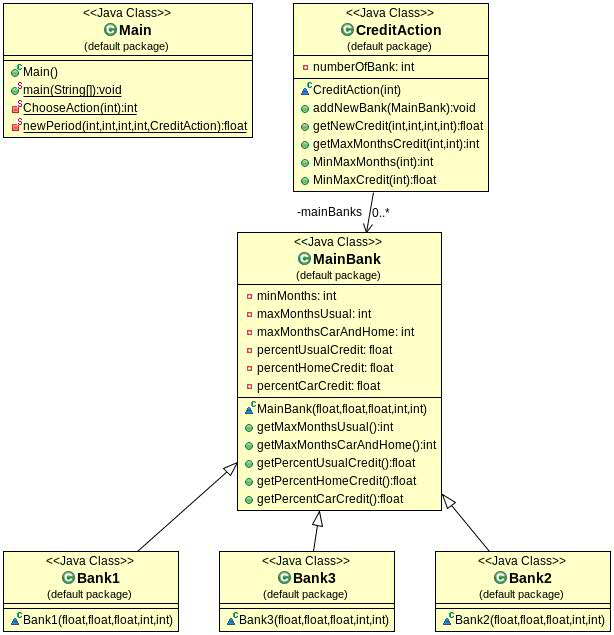 <<Java Class>>
Main
(default package)
Main()
main(String[]):void
ChooseAction(int):int
newPeriod(int,int,int,int,CreditAction):float
<<Java Class>>
CreditAction
(default package)
numberOfBank: int
CreditAction(int)
addNewBank(MainBank):void
getNewCredit(int,int,int,int):float
getMaxMonthsCredit(int,int):int
MinMaxMonths(int):int
MinMaxCredit(int):float
-mainBanks 0..*
<<Java Class>>
MainBank
(default package)
minMonths: int
maxMonthsUsual: int
maxMonthsCarAndHome: int
percentUsualCredit: float
percentHomeCredit: float
percentCarCredit: float
MainBank(float,float,float,int,int)
getMaxMonthsUsual():int
getMaxMonthsCarAndHome():int
getPercentUsualCredit():float
getPercentHomeCredit():float
getPercentCarCredit():float
<<Java Class>>
Bank1
(default package)
Bank1(float,float,float,int,int)
<<Java Class>>
Bank3
(default package)
Bank3(float,float,float,int,int)
<<Java Class>>
Bank2
(default package)
Bank2(float,float,float,int,int)